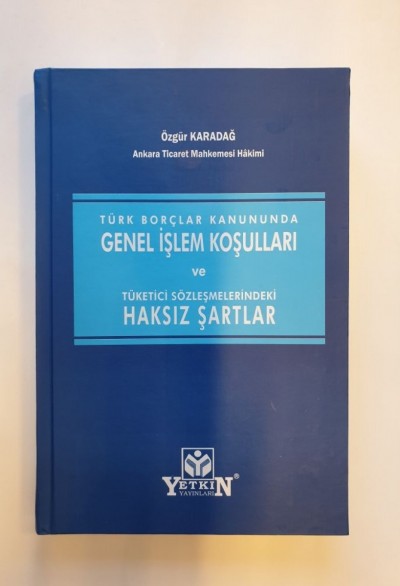 Özgür KARADAĞ
Ankara Ticaret Mahkemesi Hâkimi
TÜRK BORÇLAR KANUNUNDA
GENEL İŞLEM KOŞULLARI
ve
TÜKETİCİ SÖZLEŞMELERİNDEKİ
HAKSIZ ŞARTLAR
YETKİN®
YAYINLARI